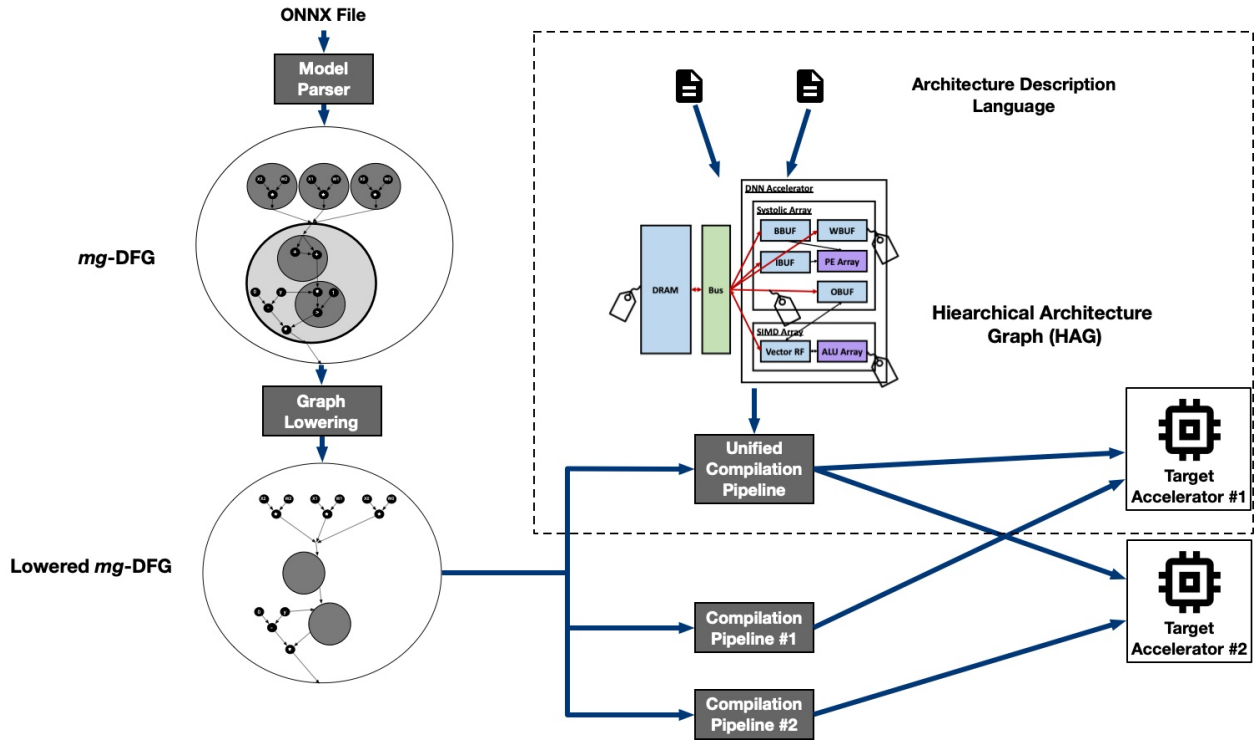 ONNX File
Model
Parser
mg-DFG
Graph
Lowering
Lowered mg-DFG
Architecture Description
Language
DNN Accelerator
Systolic Array
BBUF
WBUF
IBUF
PE Array
OBUF
DRAM
Bus
SIMD Array
Vector RF
ALU Array
Hiearchical Architecture
Graph (HAG)
Unified
Compilation
Pipeline
Compilation
Pipeline #1
Compilation
Pipeline #2
Target
Accelerator #1
Target
Accelerator #2